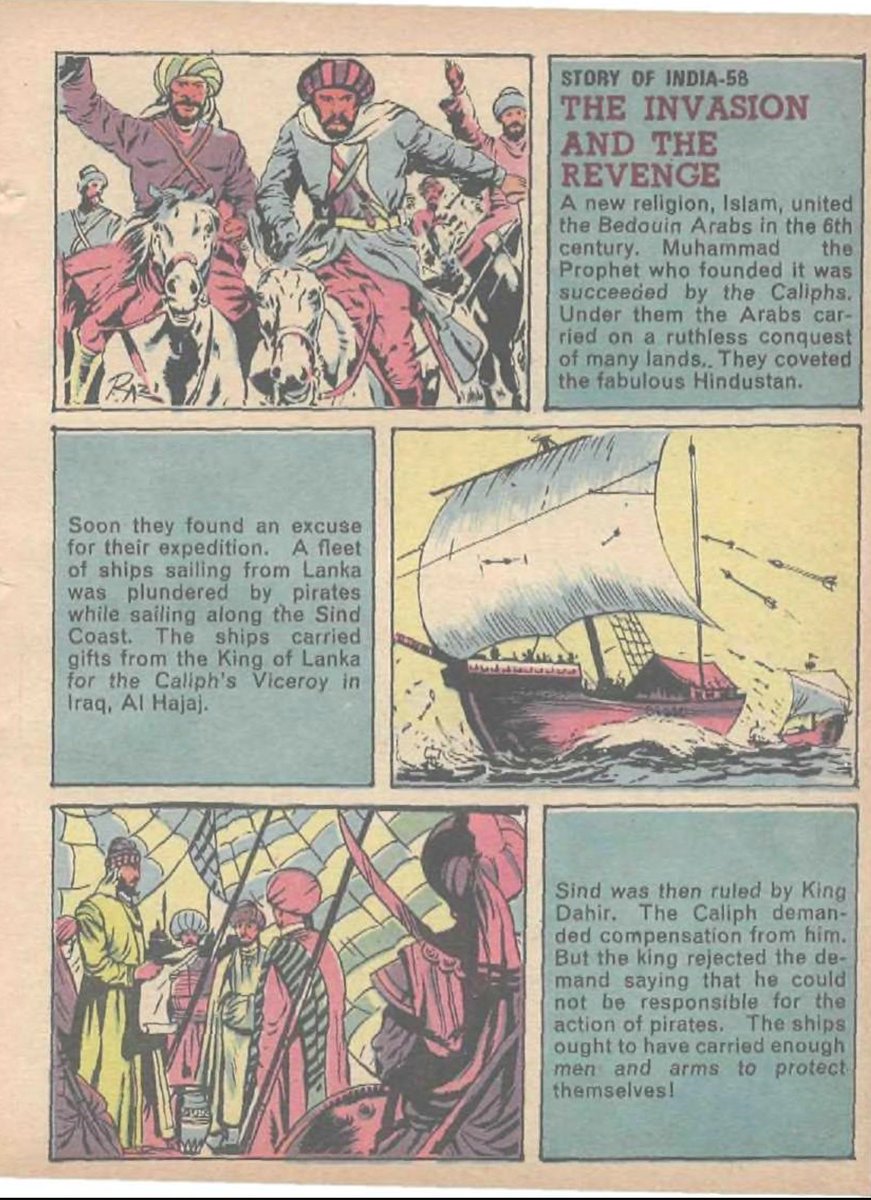 STORY OF INDIA-58
THE INVASION
AND THE
REVENGE
A new religion, Islam, united
the Bedouin Arabs in the 6th
century. Muhammad the
Prophet who founded it was
succeeded by the Caliphs.
Under them the Arabs car-
ried on a ruthless conquest
of many lands.. They coveted
the fabulous Hindustan.
RAZ
Soon they found an excuse
for their expedition. A fleet
of ships sailing from Lanka
was plundered by pirates
while sailing along the Sind
Coast. The ships carried
gifts from the King of Lanka
for the Caliph's Viceroy in
Iraq, Al Hajaj.
Sind was then ruled by King
Dahir. The Caliph deman-
ded compensation from him.
But the king rejected the de-
mand saying that he could
not be responsible for the
action of pirates. The ships
ought to have carried enough
men and arms to protect
themselves!